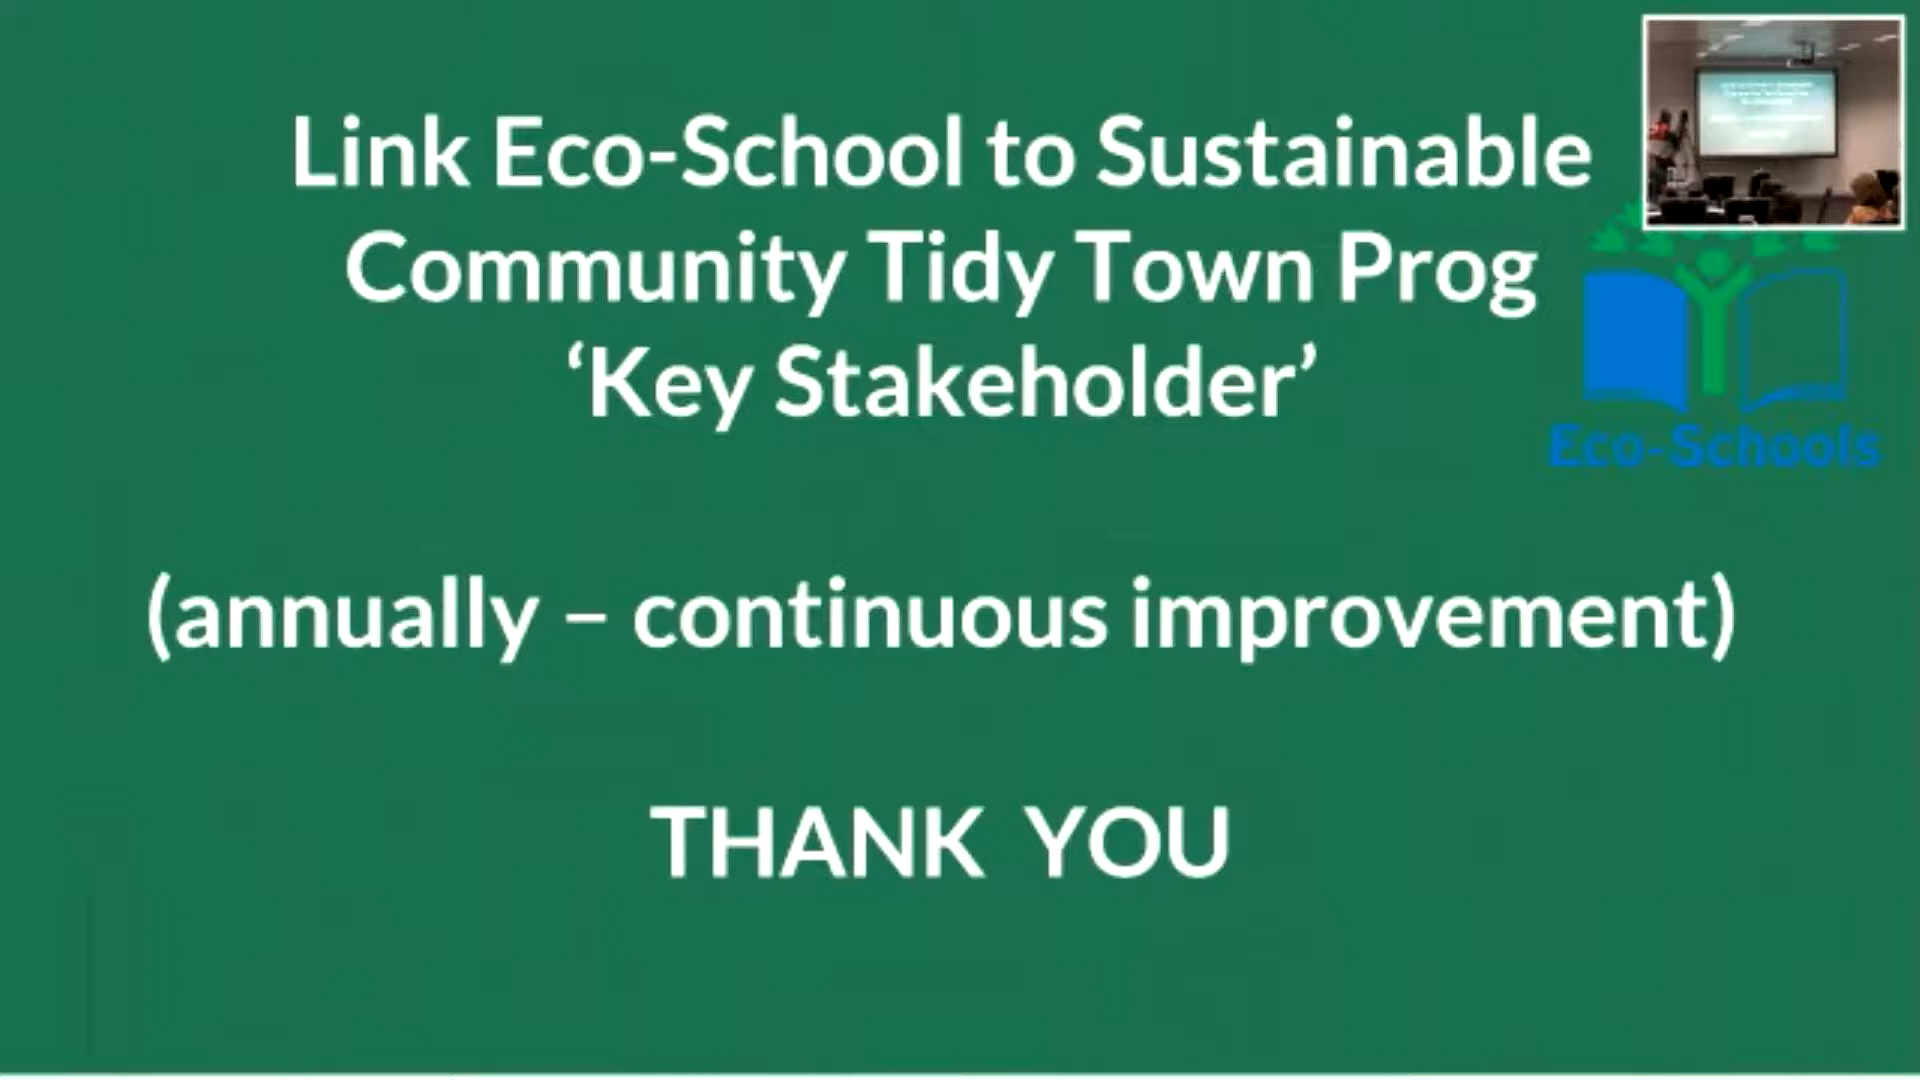 Link Eco-School to Sustainable
Community Tidy Town Prog
‘Key Stakeholder’
Eco-Schools
(annually – continuous improvement)
THANK  YOU